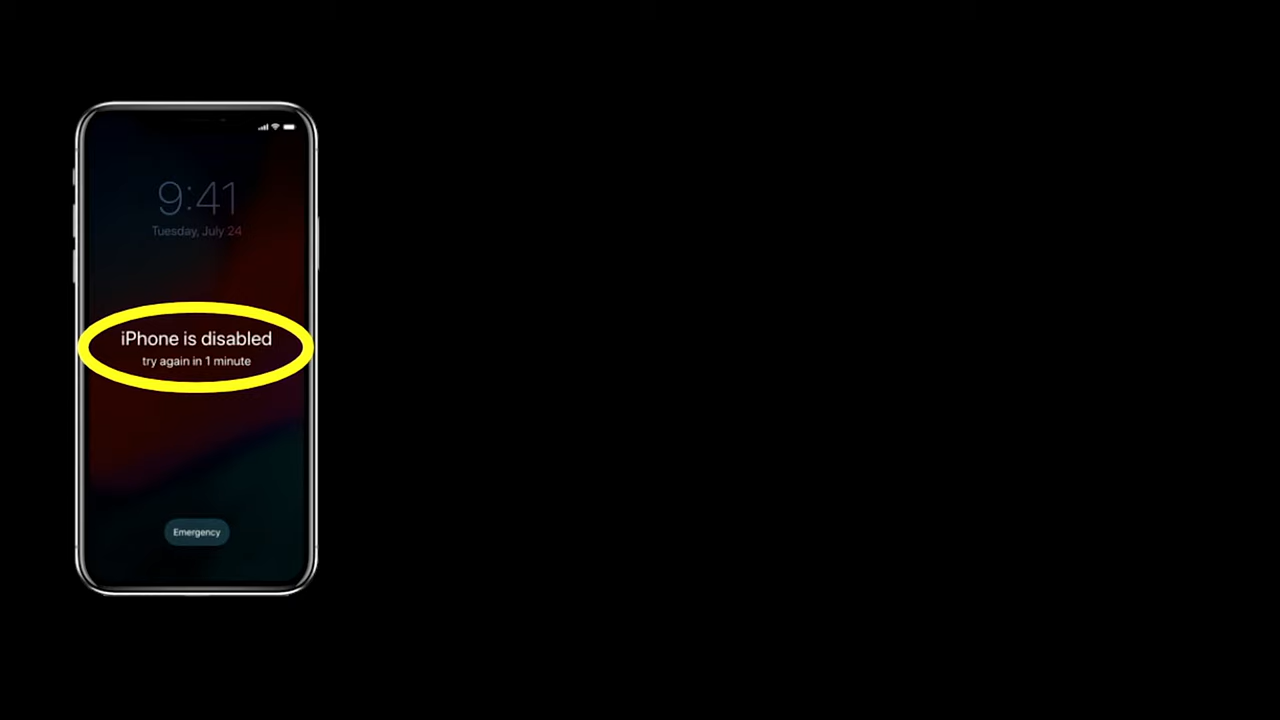 9:41
Tuesday, July 24
iPhone is disabled
try again in 1 minute
Emergency